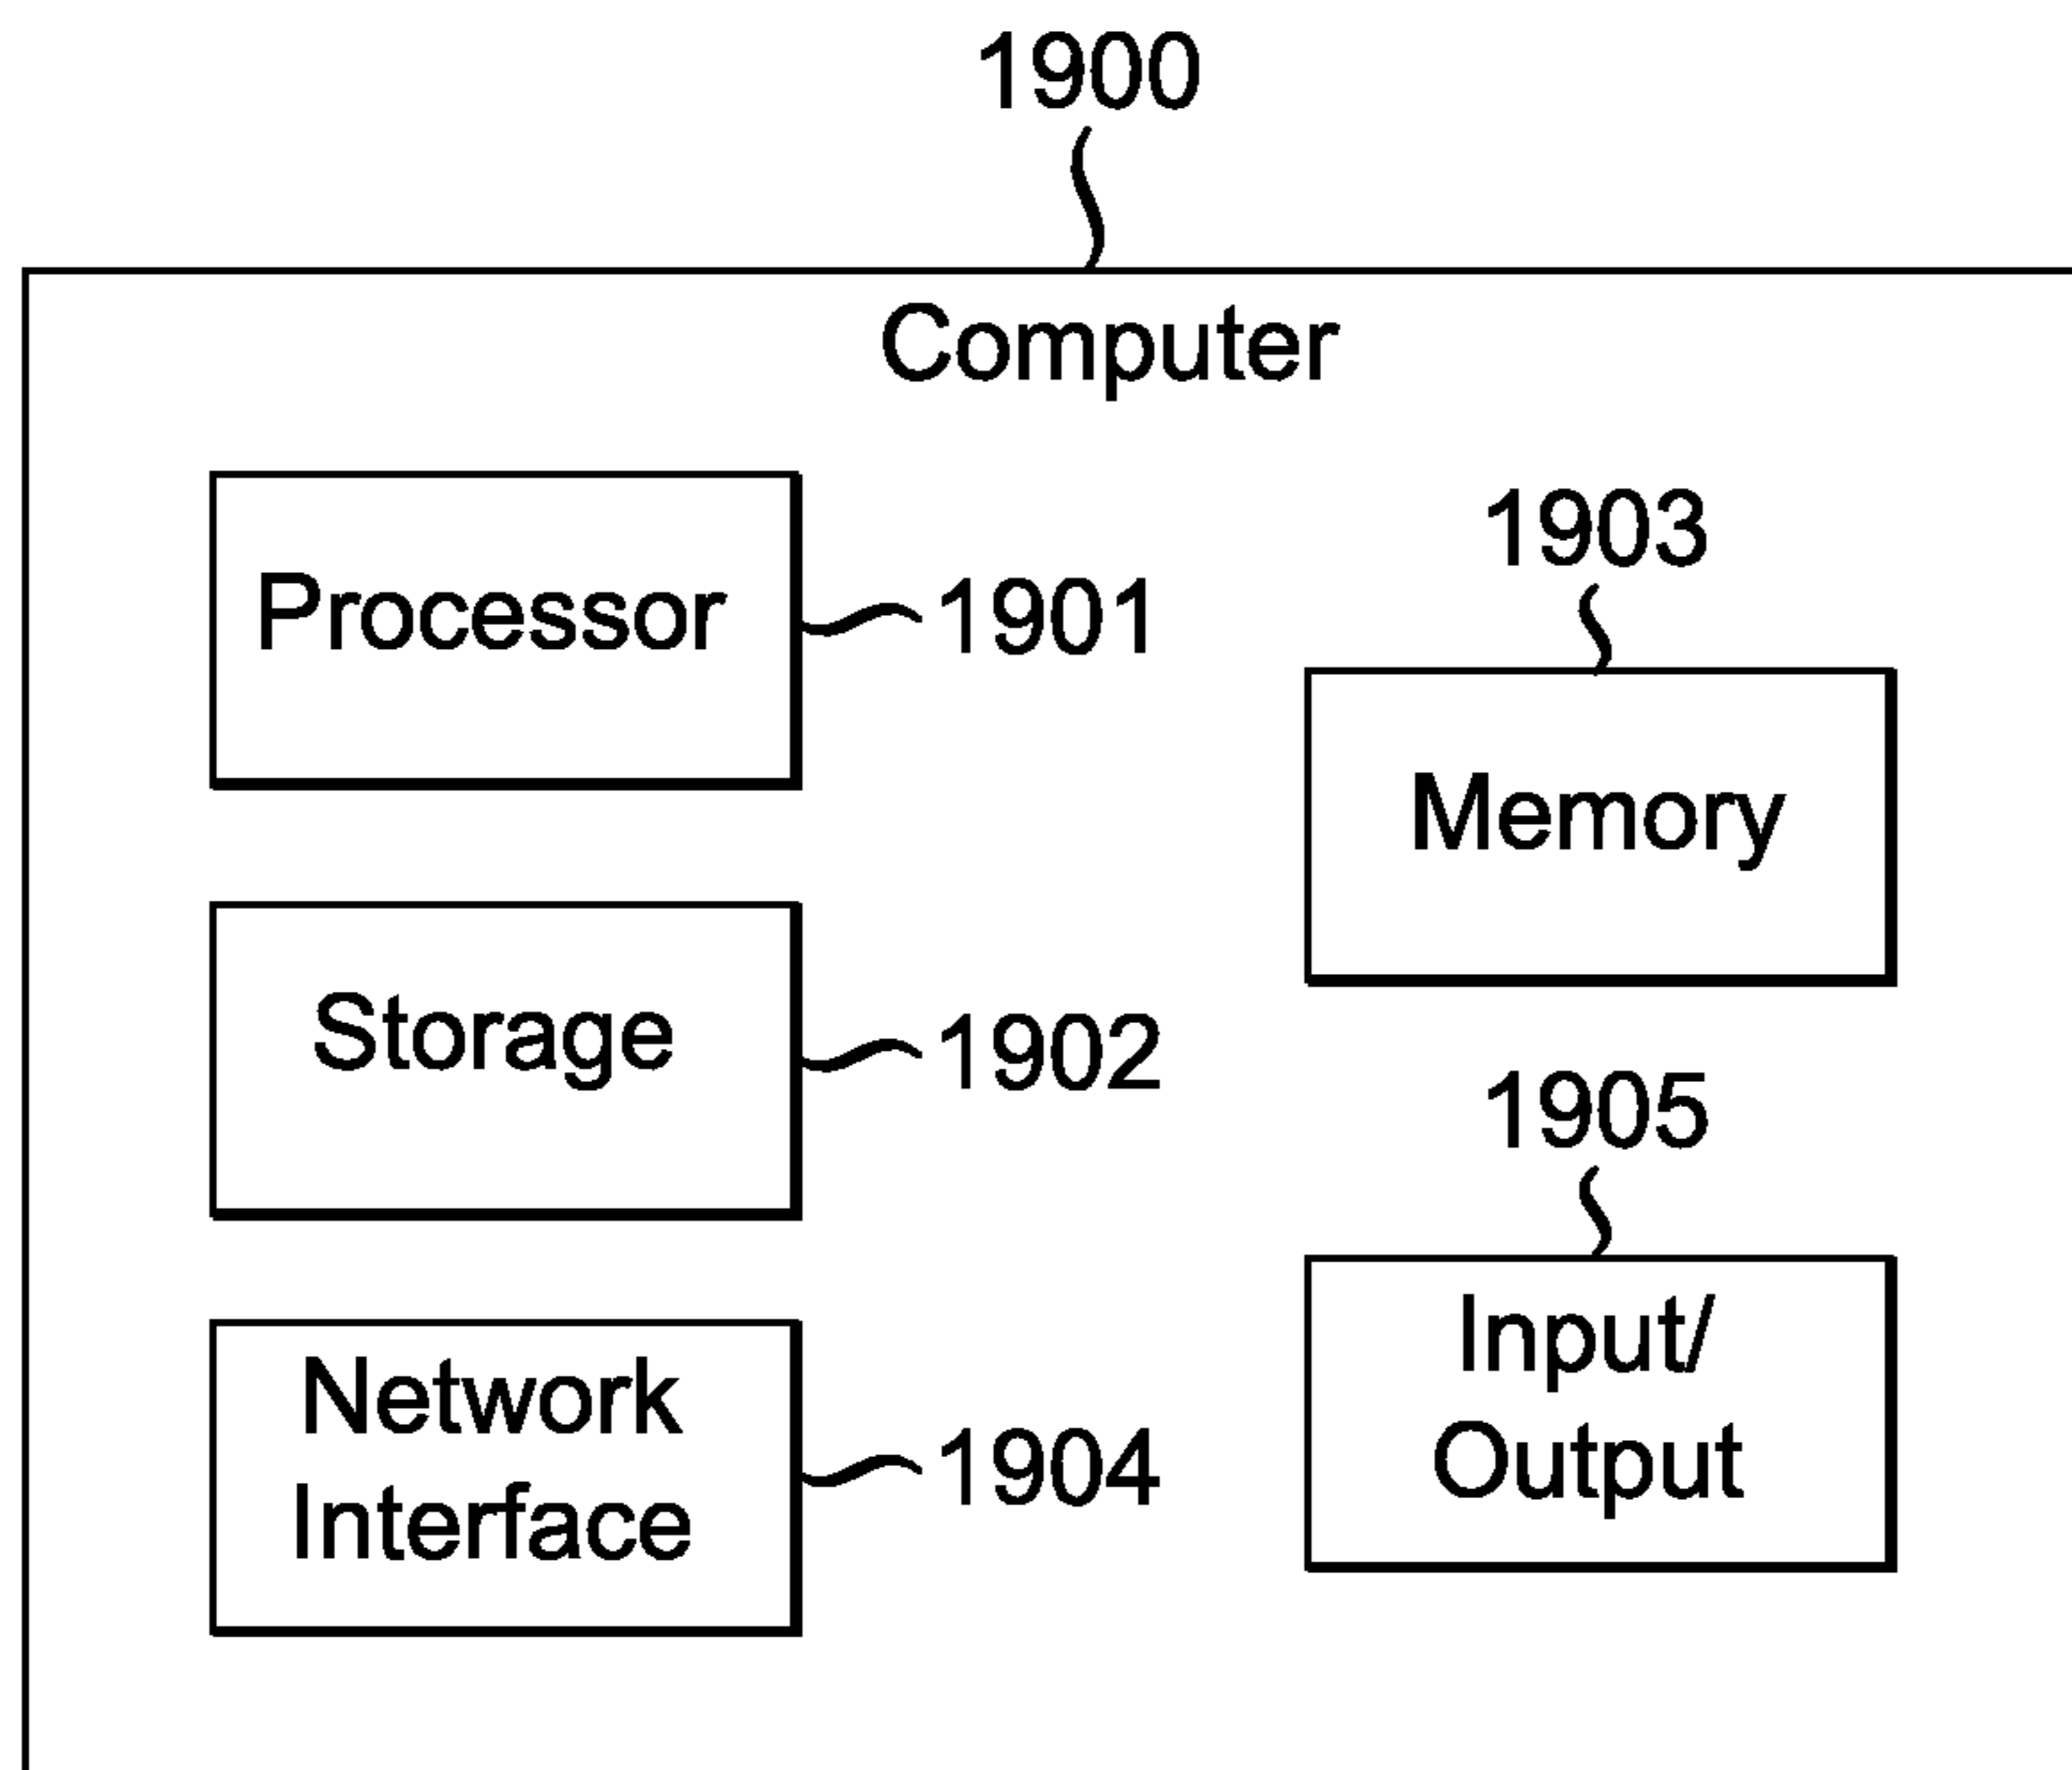 1900
Computer
Processor
1901
1903
Memory
Storage
1902
1905
Input/
Output
Network
Interface
1904